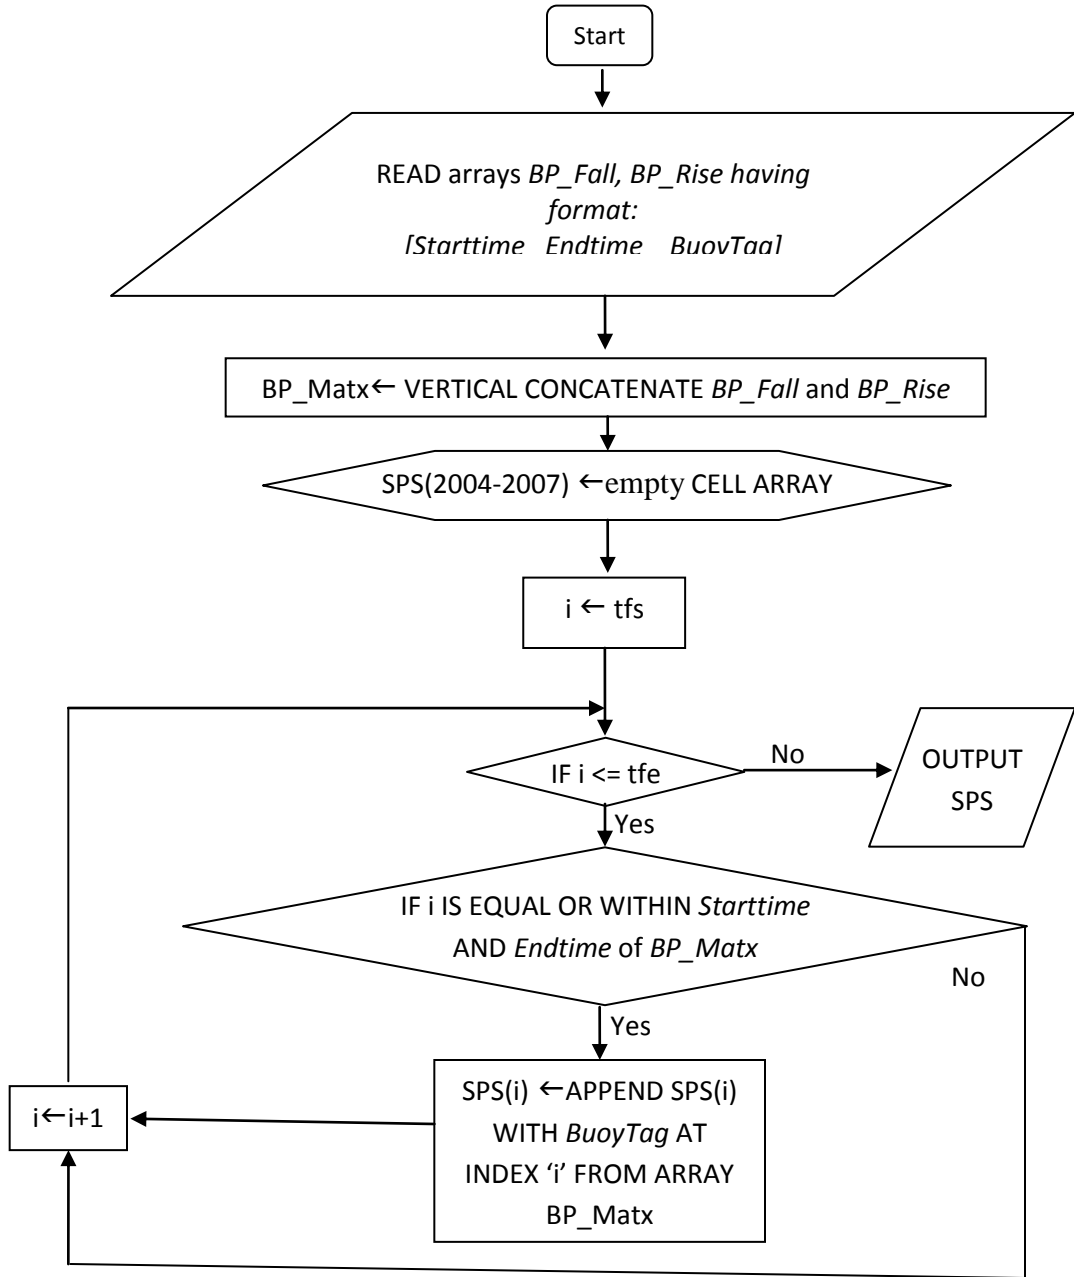 Start
READ arrays BP_Fall, BP_Rise having
format:
[Starttime Endtime BuoyTag]
BP_Matx← VERTICAL CONCATENATE BP_Fall and BP_Rise
SPS(2004-2007) ←empty CELL ARRAY
i ← tfs
IF i <= tfe
No
OUTPUT
SPS
Yes
IF i IS EQUAL OR WITHIN Starttime
AND Endtime of BP_Matx
No
Yes
SPS(i) ←APPEND SPS(i)
WITH BuoyTag AT
INDEX ‘i’ FROM ARRAY
BP_Matx
i←i+1